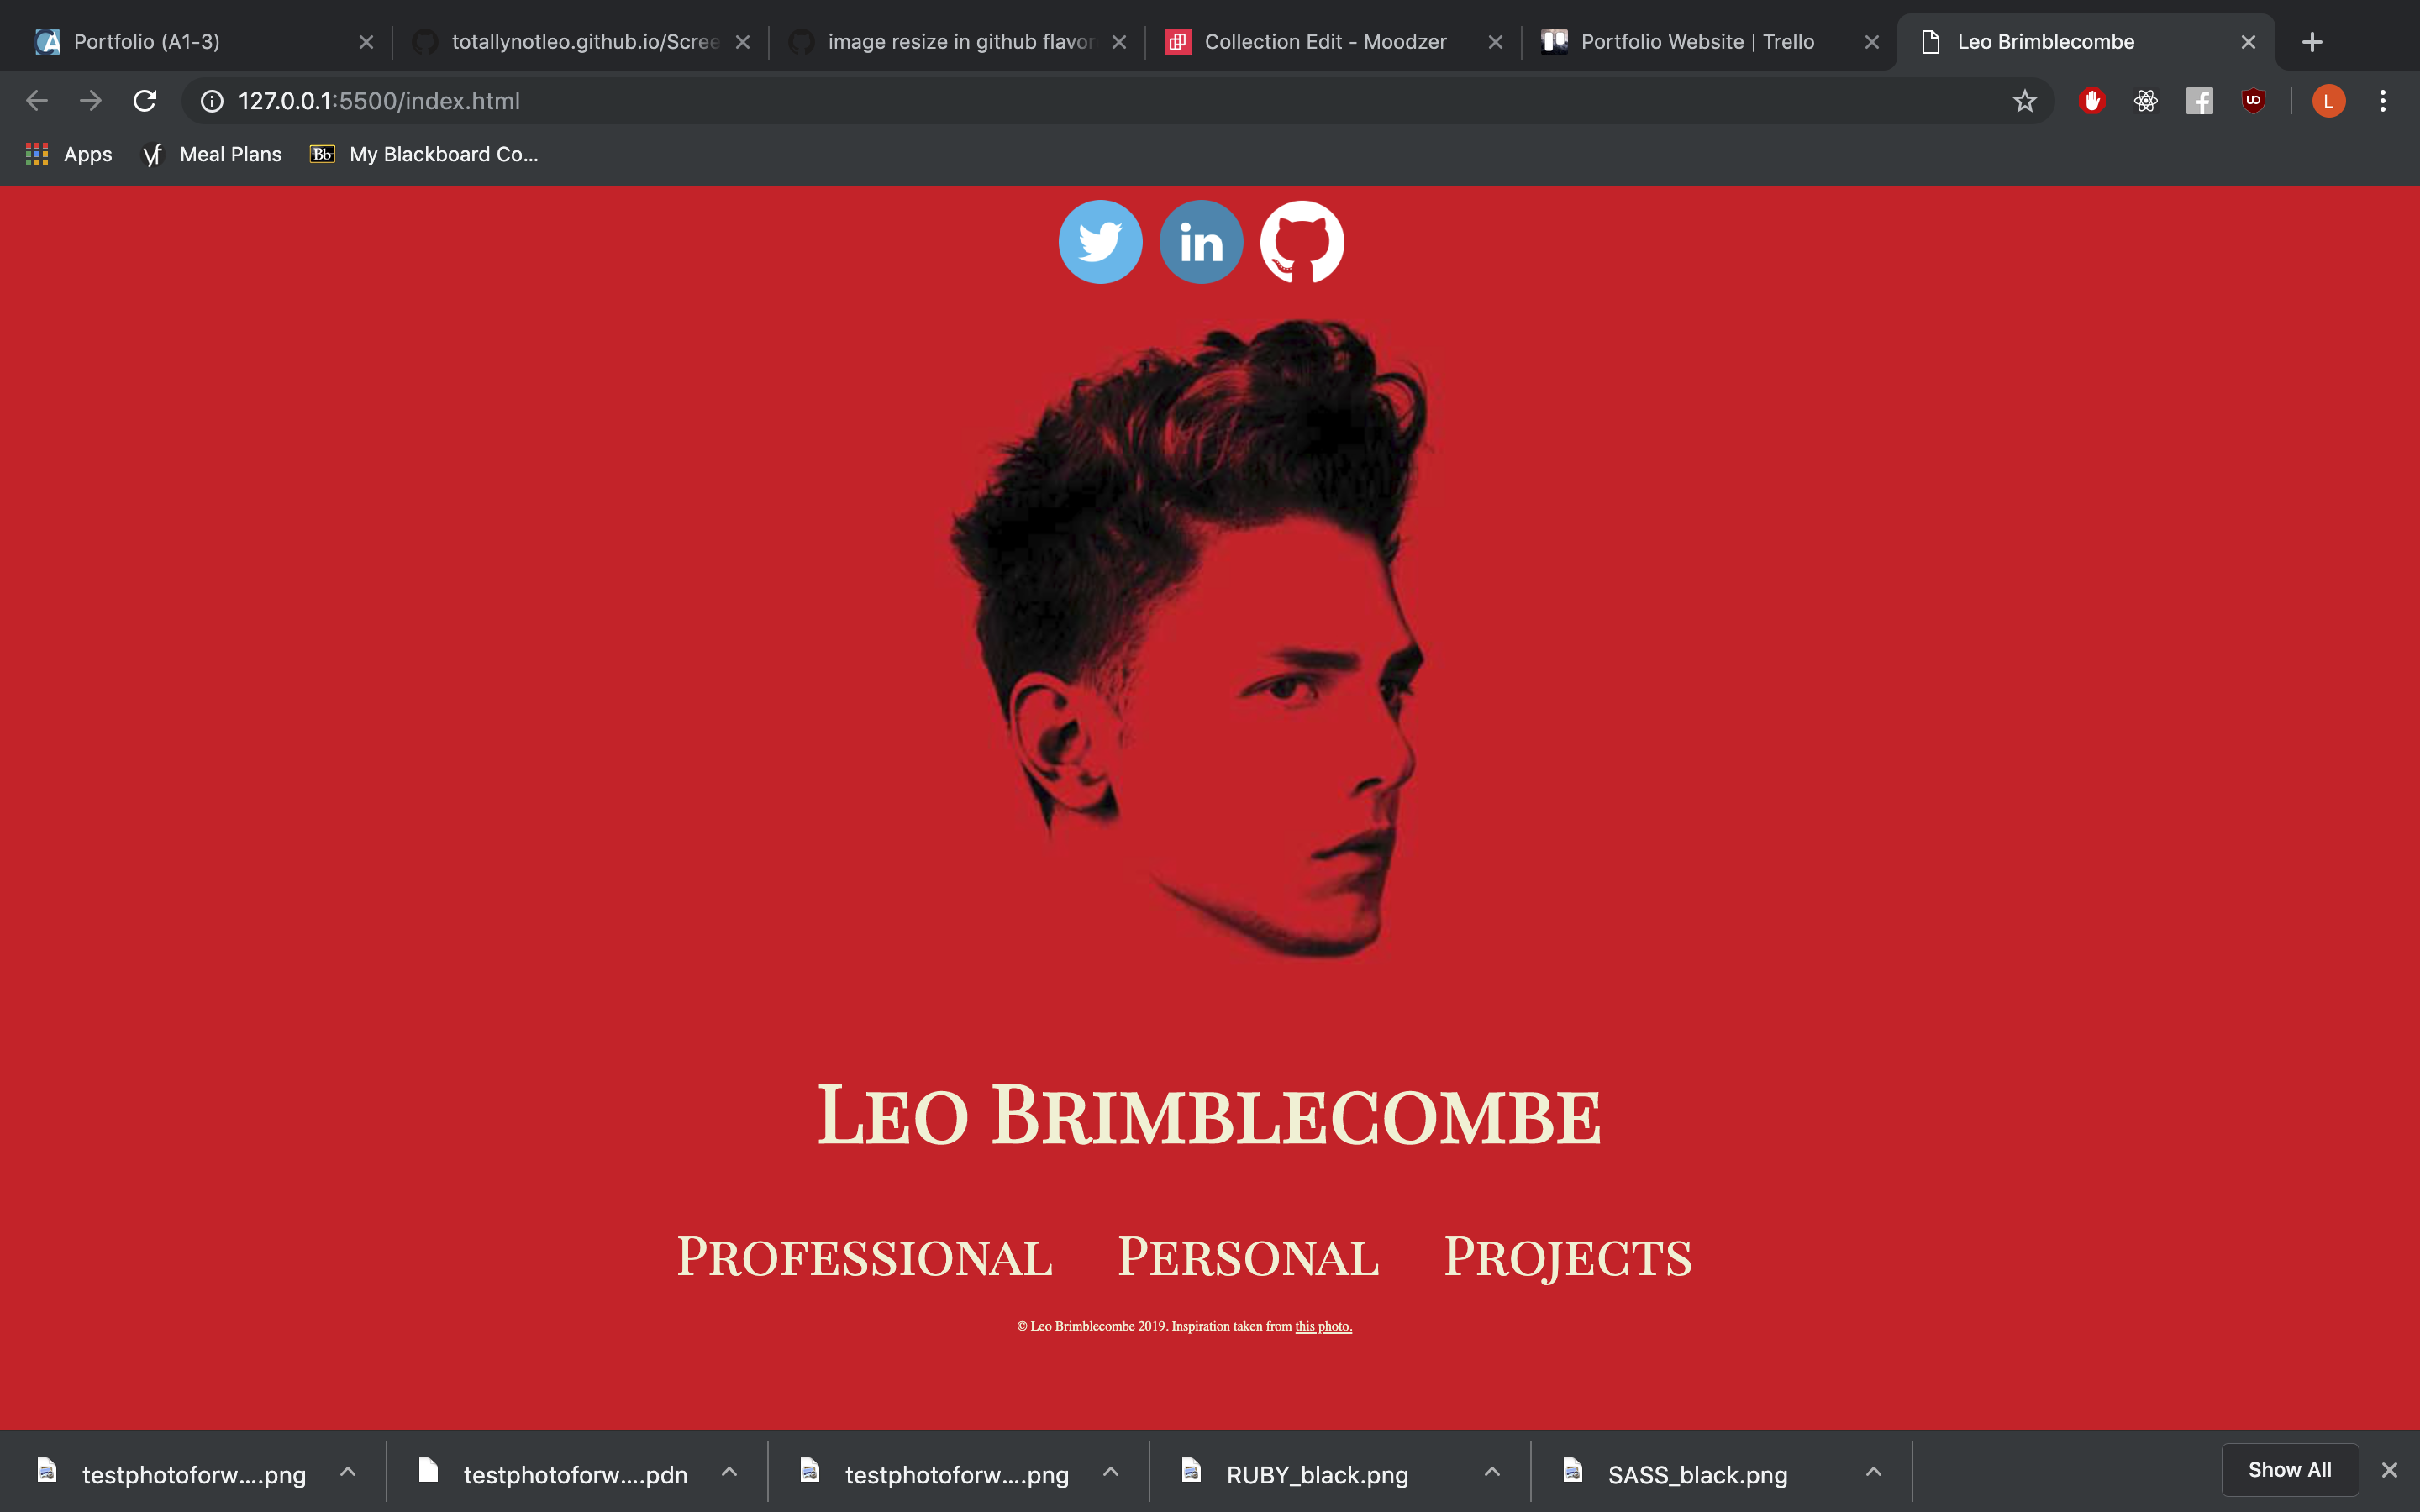 Portfolio (A1-3) totallynotleo.github.io/Scree image resize in github flavor Collection Edit - Moodzer Portfolio Website | Trello Leo Brimblecombe
127.0.0.1:5500/index.html L
Apps Meal Plans Bb My Blackboard Co...
in
Leo Brimblecombe
Professional Personal Projects
© Leo Brimblecombe 2019. Inspiration taken from this photo.
testphotoforw....png testphotoforw....pdn testphotoforw....png RUBY_black.png SASS_black.png Show All